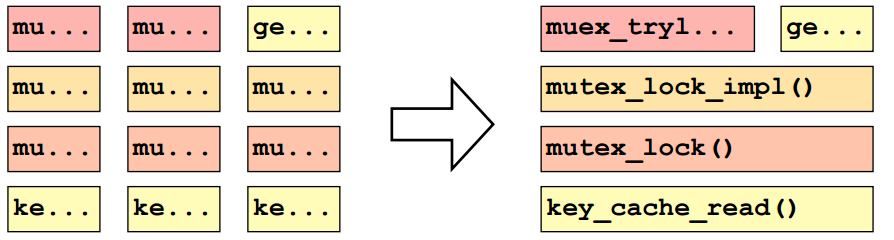 mu... mu... ge... muex_tryl... ge...
mu... mu... mu... mutex_lock_impl()
mu... mu... mu... mutex_lock()
ke... ke... ke... key_cache_read()